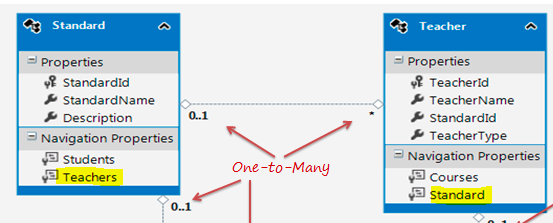 Standard
Properties
StandardId
StandardName
Description
Navigation Properties
Students
Teachers
0..1
*
One-to-Many
0..1
Teacher
Properties
TeacherId
TeacherName
StandardId
TeacherType
Navigation Properties
Courses
Standard